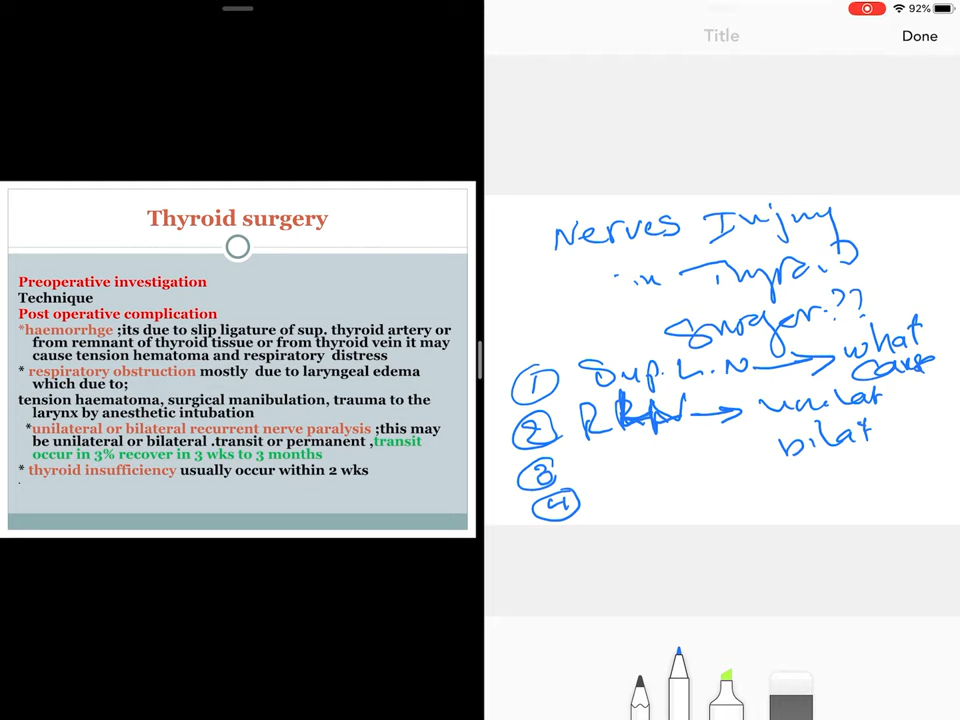 92%
Title
Done
Thyroid surgery
Preoperative investigation
Technique
Post operative complication
*haemorrhge ;its due to slip ligature of sup. thyroid artery or
from remnant of thyroid tissue or from thyroid vein it may
cause tension hematoma and respiratory distress
* respiratory obstruction mostly due to laryngeal edema
which due to;
tension haematoma, surgical manibulation, trauma to the
larynx by anesthetic intubation
*unilateral or bilateral recurrent nerve paralysis ;this may
be unilateral or bilateral .transit or permanent ,transit
occur in 3% recover in 3 wks to 3 months
* thyroid insufficiency usually occur within 2 wks
.
Nerves Injury
in Thyroid
Surgery??
① Sup. L. N → what
cause
② → unilat
bilat
③
④